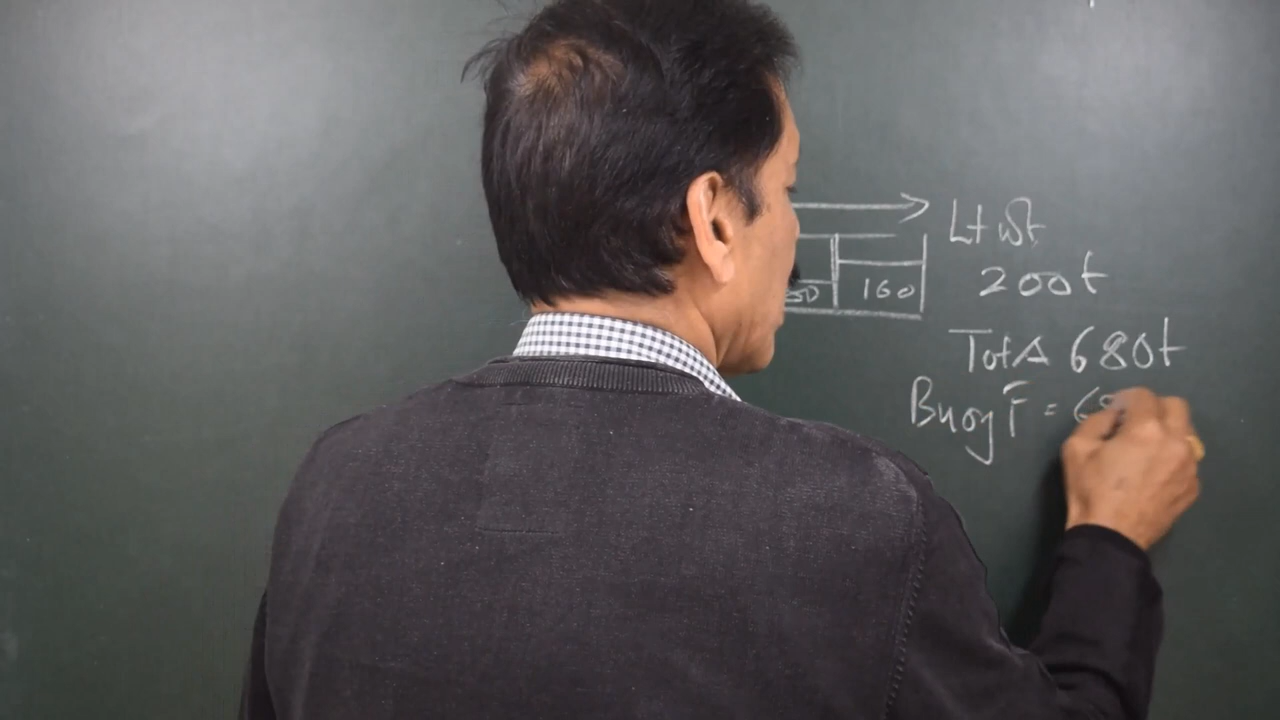 Lt wt
200t
160
Tot Δ 680t
Buoy F =